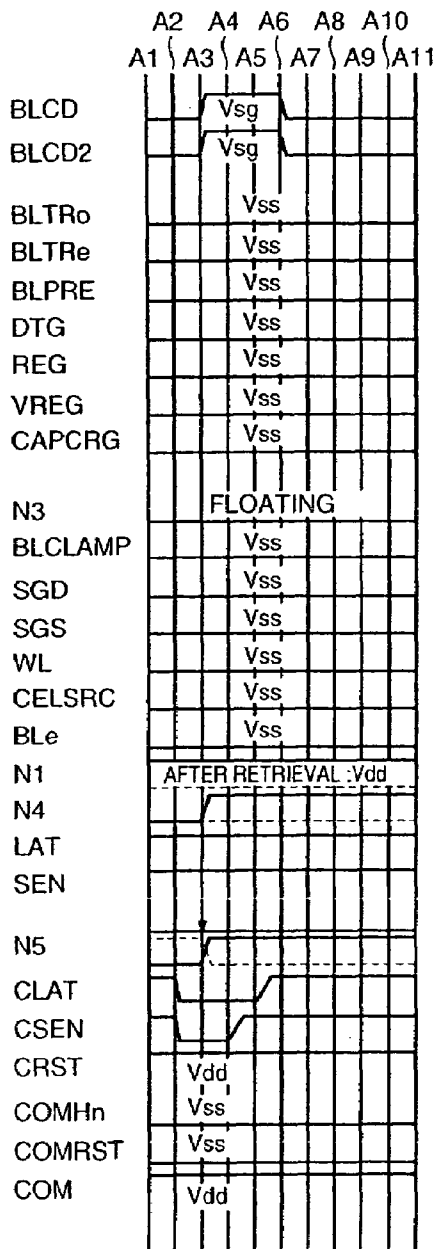 A2 A4 A6 A8 A10
A1 A3 A5 A7 A9 A11
BLCD Vsg
BLCD2 Vsg
BLTRo Vss
BLTRe Vss
BLPRE Vss
DTG Vss
REG Vss
VREG Vss
CAPCRG Vss
N3 FLOATING
BLCLAMP Vss
SGD Vss
SGS Vss
WL Vss
CELSRC Vss
BLe Vss
N1 AFTER RETRIEVAL :Vdd
N4
LAT
SEN
N5
CLAT
CSEN
CRST Vdd
COMHn Vss
COMRST Vss
COM Vdd